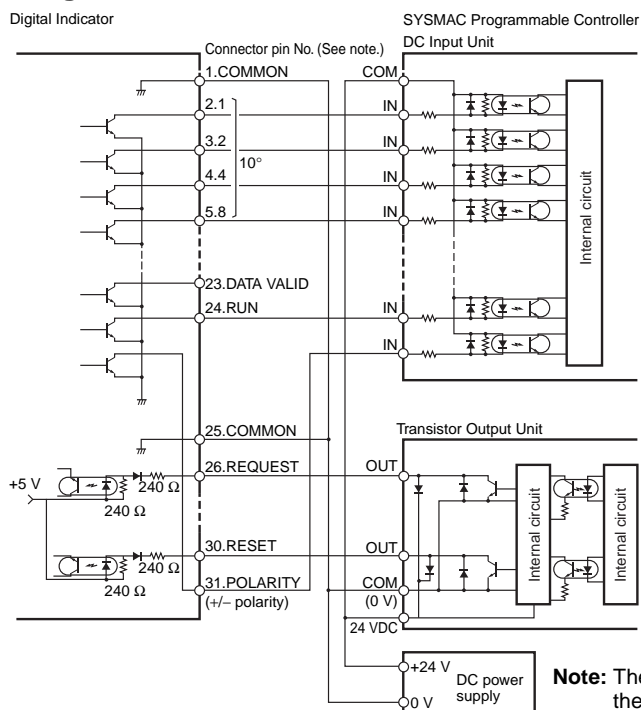 Digital Indicator
SYSMAC Programmable Controller
Connector pin No. (See note.)
DC Input Unit
1.COMMON
COM
2.1
IN
3.2
IN
10°
4.4
IN
5.8
IN
Internal circuit
23.DATA VALID
24.RUN
IN
IN
25.COMMON
Transistor Output Unit
26.REQUEST
OUT
+5 V
240 Ω
240 Ω
Internal circuit
Internal circuit
30.RESET
OUT
240 Ω
240 Ω
31.POLARITY
(+/− polarity)
COM
(0 V)
24 VDC
+24 V
DC power
supply
0 V
Note: The
the